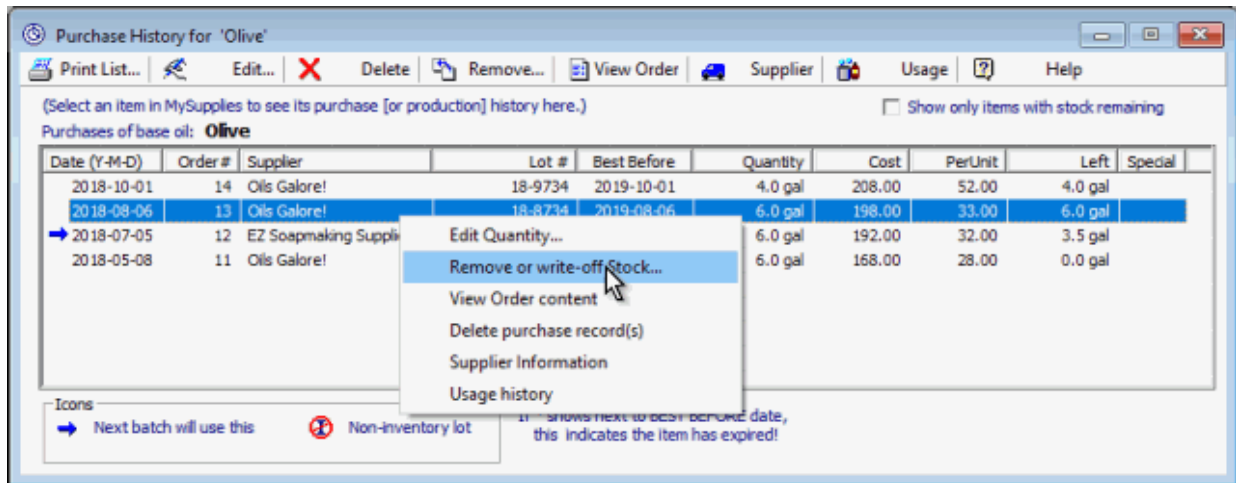 Purchase History for 'Olive'
Print List... Edit... Delete Remove... View Order Supplier Usage Help
(Select an item in MySupplies to see its purchase [or production] history here.) Show only items with stock remaining
Purchases of base oil: Olive
Date (Y-M-D) Order # Supplier Lot # Best Before Quantity Cost PerUnit Left Special
2018-10-01 14 Oils Galore! 18-9734 2019-10-01 4.0 gal 208.00 52.00 4.0 gal
2018-08-06 13 Oils Galore! 18-8734 2019-08-06 6.0 gal 198.00 33.00 6.0 gal
2018-07-05 12 EZ Soapmaking Suppli 6.0 gal 192.00 32.00 3.5 gal
2018-05-08 11 Oils Galore! 6.0 gal 168.00 28.00 0.0 gal
Edit Quantity...
Remove or write-off Stock...
View Order content
Delete purchase record(s)
Supplier Information
Usage history
Icons
Next batch will use this Non-inventory lot
If * shows next to BEST BEFORE date,
this indicates the item has expired!